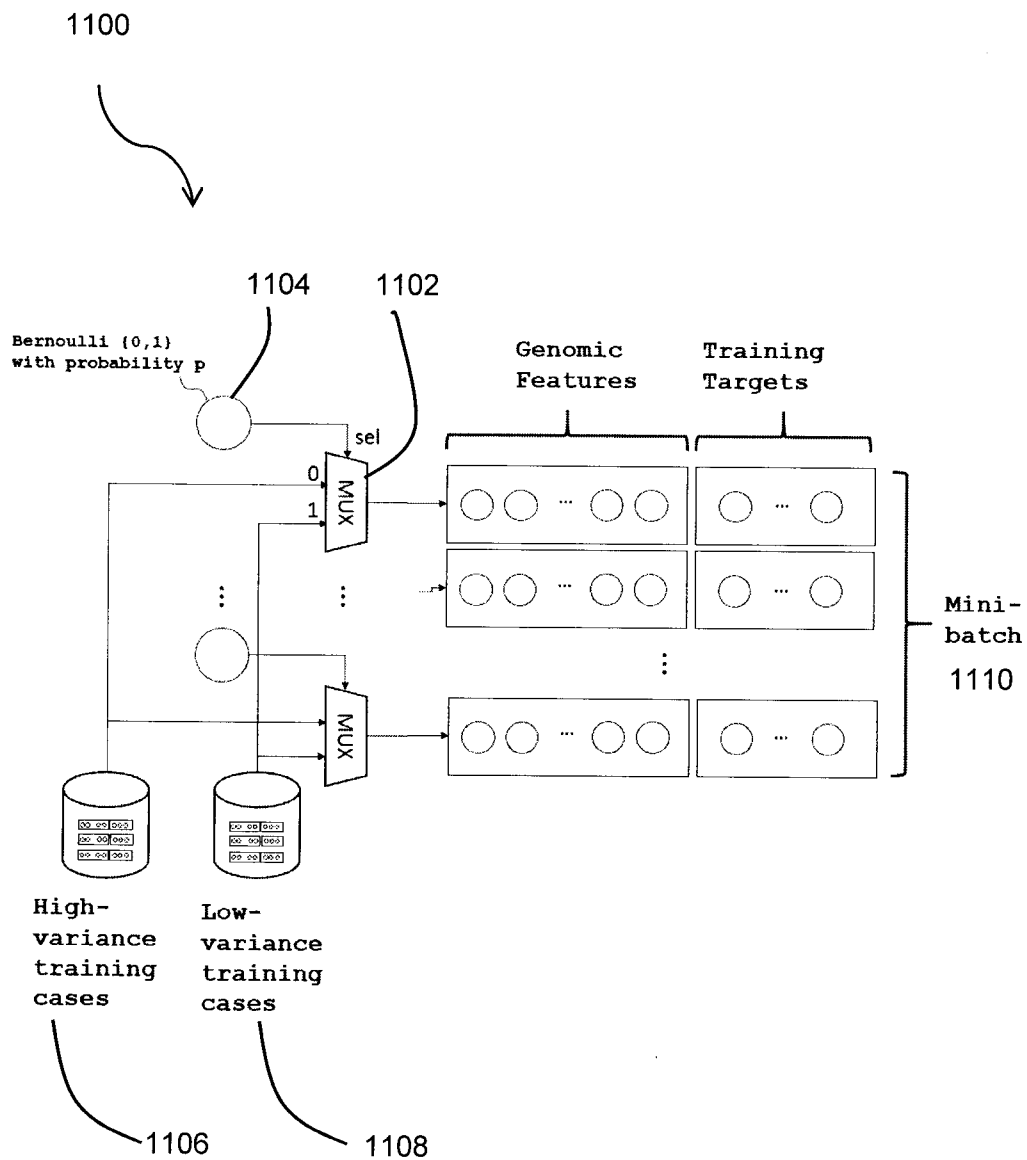 1100
1104
1102
Bernoulli {0,1}
with probability p
Genomic
Features
Training
Targets
sel
0
1
MUX
...
...
...
...
...
...
...
Mini-
batch
1110
...
MUX
...
...
High-
variance
training
cases
Low-
variance
training
cases
1106
1108